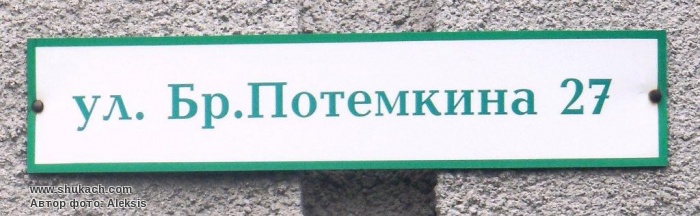 ул. Бр.Потемкина 27
www.shukach.com
Автор фото: Aleksis